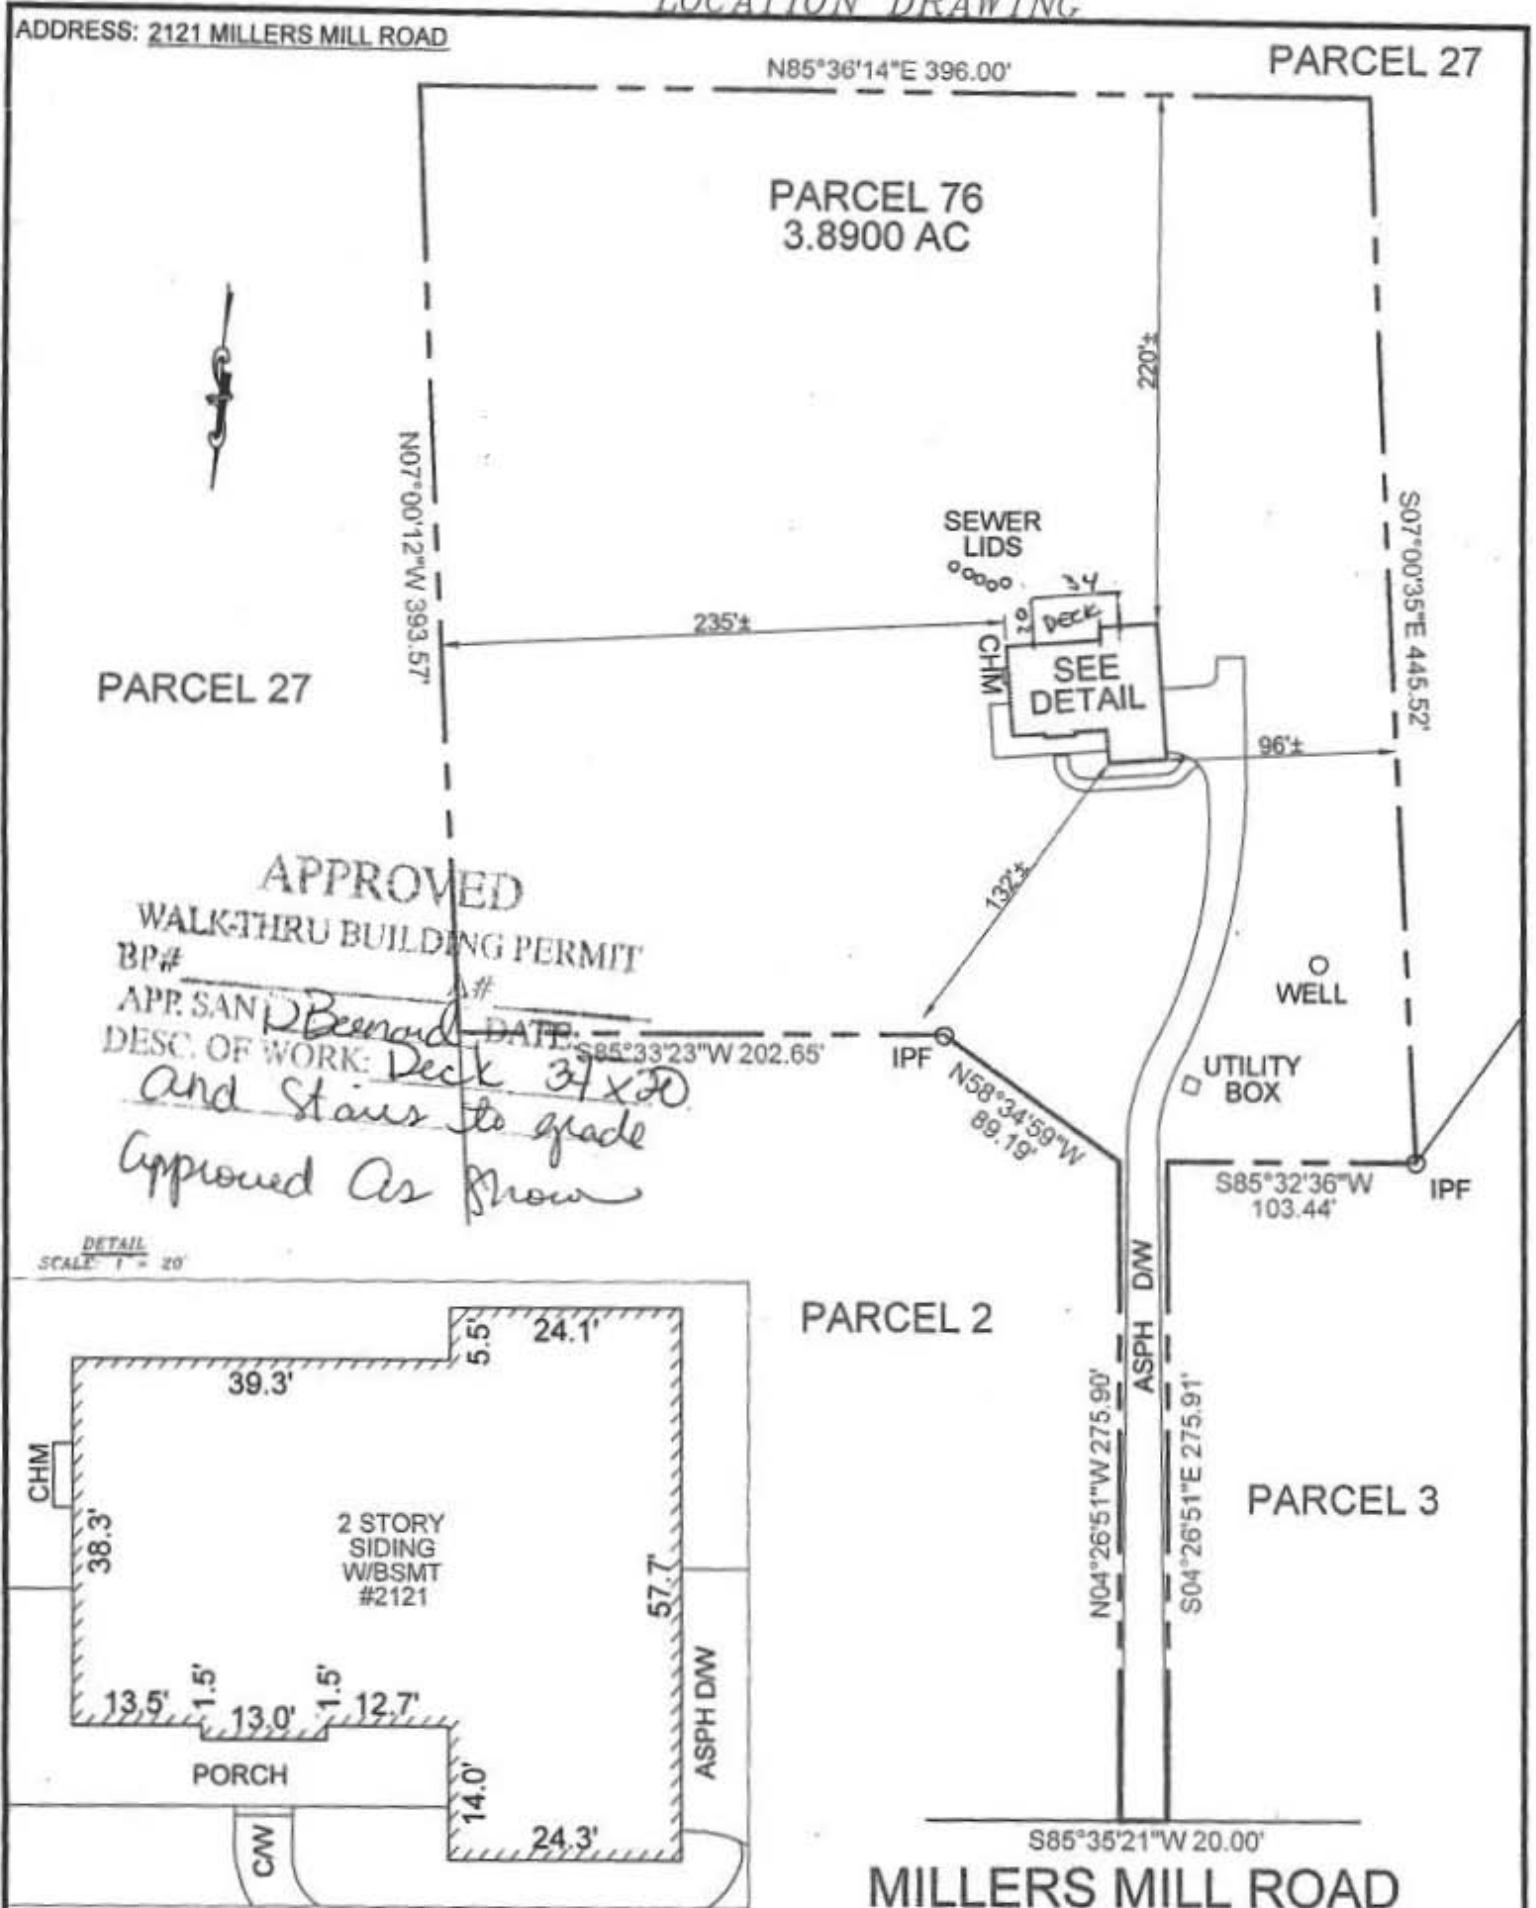 LOCATION DRAWING
ADDRESS: 2121 MILLERS MILL ROAD
N85°36'14"E 396.00'
PARCEL 27
PARCEL 76
3.8900 AC
220'±
N07°00'12"W 393.57'
S07°00'35"E 445.52'
SEWER
LIDS
34
20
DECK
235'±
CHM
SEE
DETAIL
PARCEL 27
96'±
132'±
APPROVED
WALK-THRU BUILDING PERMIT
BP#
A#
APP. SAN DBernard DATE:
DESC. OF WORK: Deck 34x20
and Stairs to grade
Approved As Shown
S85°33'23"W 202.65'
IPF
N58°34'59"W
89.19'
WELL
UTILITY
BOX
S85°32'36"W
103.44'
IPF
DETAIL
SCALE: 1" = 20'
PARCEL 2
ASPH D/W
N04°26'51"W 275.90'
S04°26'51"E 275.91'
PARCEL 3
5.5'
24.1'
39.3'
CHM
38.3'
2 STORY
SIDING
W/BSMT
#2121
57.7'
13.5'
1.5'
13.0'
1.5'
12.7'
PORCH
14.0'
24.3'
C/W
ASPH D/W
S85°35'21"W 20.00'
MILLERS MILL ROAD